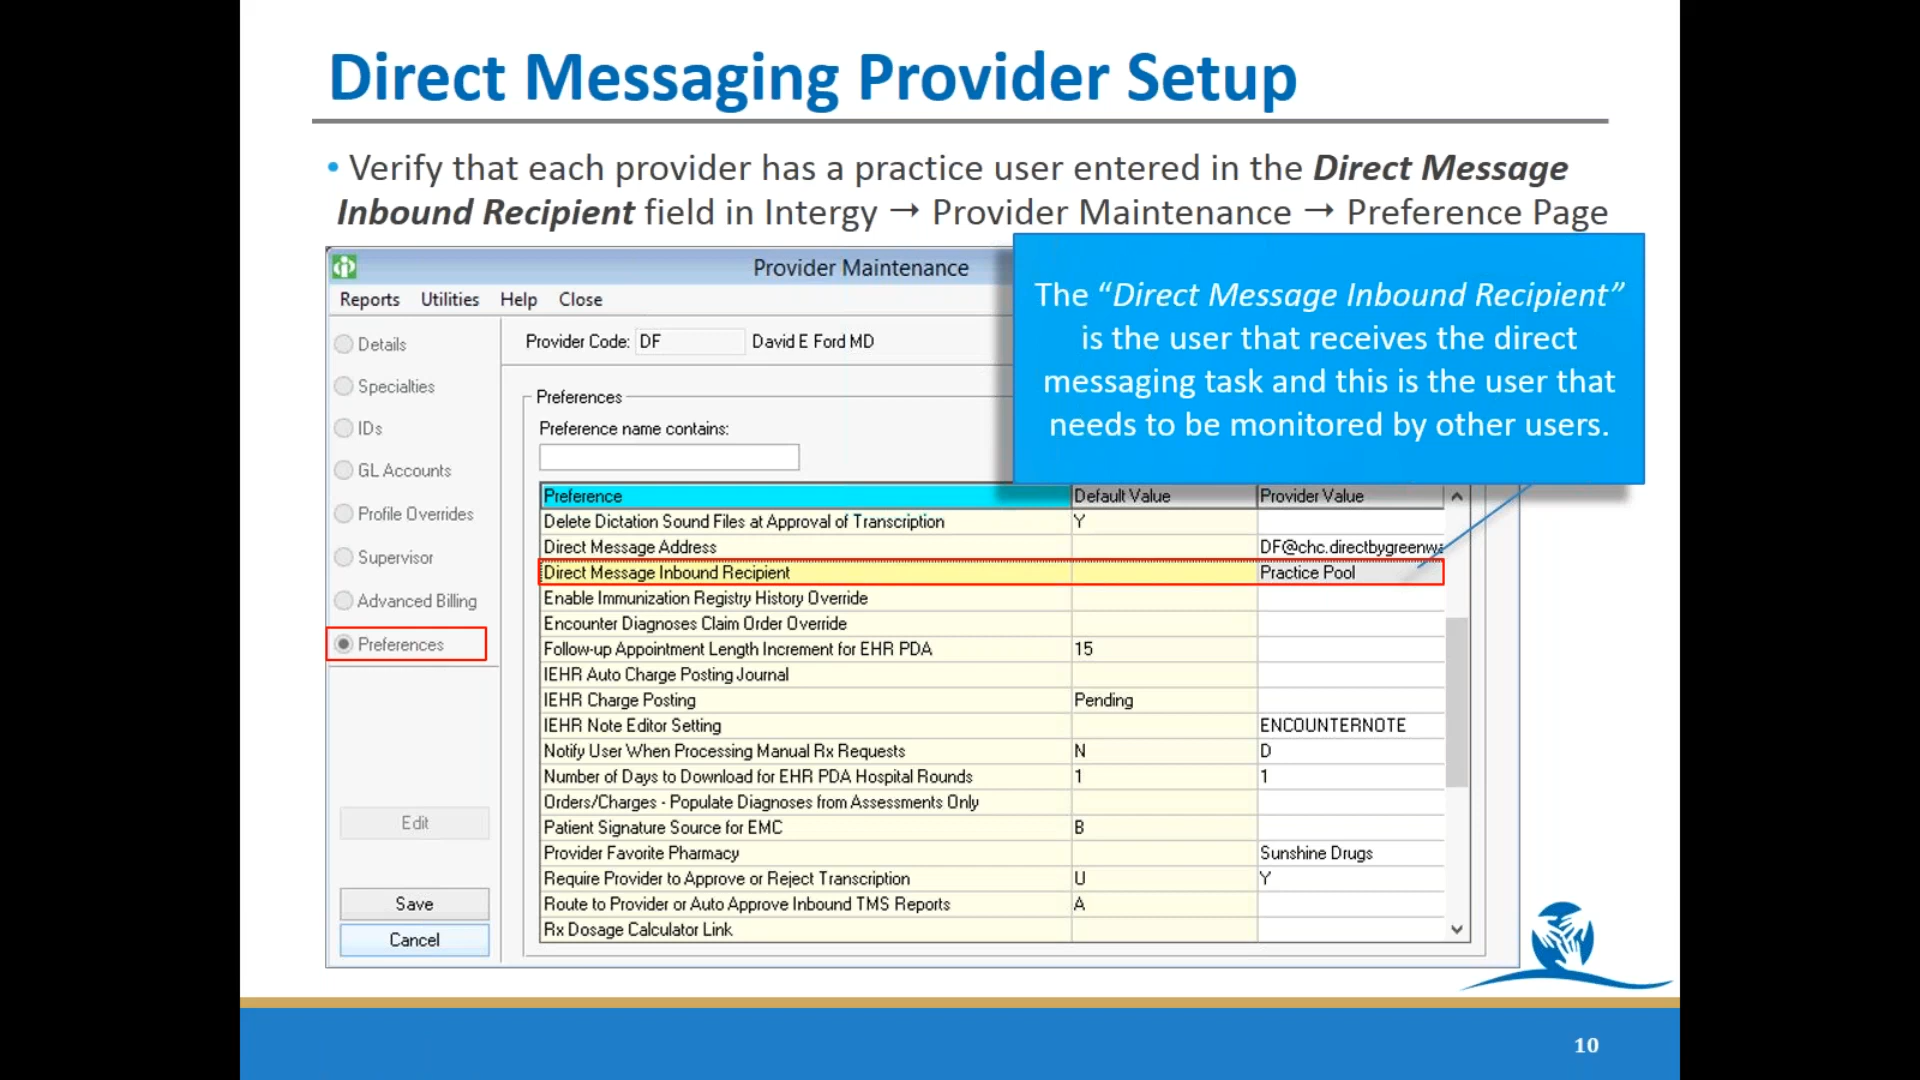 Direct Messaging Provider Setup
• Verify that each provider has a practice user entered in the Direct Message
Inbound Recipient field in Intergy → Provider Maintenance → Preference Page
Provider Maintenance
Reports Utilities Help Close
The “Direct Message Inbound Recipient”
is the user that receives the direct
messaging task and this is the user that
needs to be monitored by other users.
Details
Specialties
IDs
GL Accounts
Profile Overrides
Supervisor
Advanced Billing
Preferences
Edit
Save
Cancel
Provider Code: DF David E Ford MD
Preferences
Preference name contains:
Preference Default Value Provider Value
Delete Dictation Sound Files at Approval of Transcription Y
Direct Message Address DF@chc.directbygreenwa
Direct Message Inbound Recipient Practice Pool
Enable Immunization Registry History Override
Encounter Diagnoses Claim Order Override
Follow-up Appointment Length Increment for EHR PDA 15
IEHR Auto Charge Posting Journal
IEHR Charge Posting Pending
IEHR Note Editor Setting ENCOUNTERNOTE
Notify User When Processing Manual Rx Requests N D
Number of Days to Download for EHR PDA Hospital Rounds 1 1
Orders/Charges - Populate Diagnoses from Assessments Only
Patient Signature Source for EMC B
Provider Favorite Pharmacy Sunshine Drugs
Require Provider to Approve or Reject Transcription U Y
Route to Provider or Auto Approve Inbound TMS Reports A
Rx Dosage Calculator Link
10